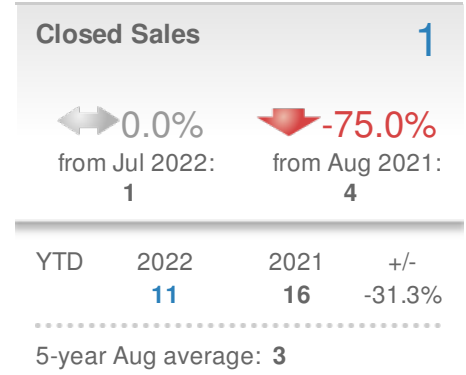 Closed Sales 1
0.0% -75.0%
from Jul 2022: from Aug 2021:
1 4
YTD 2022 2021 +/-
11 16 -31.3%
5-year Aug average: 3